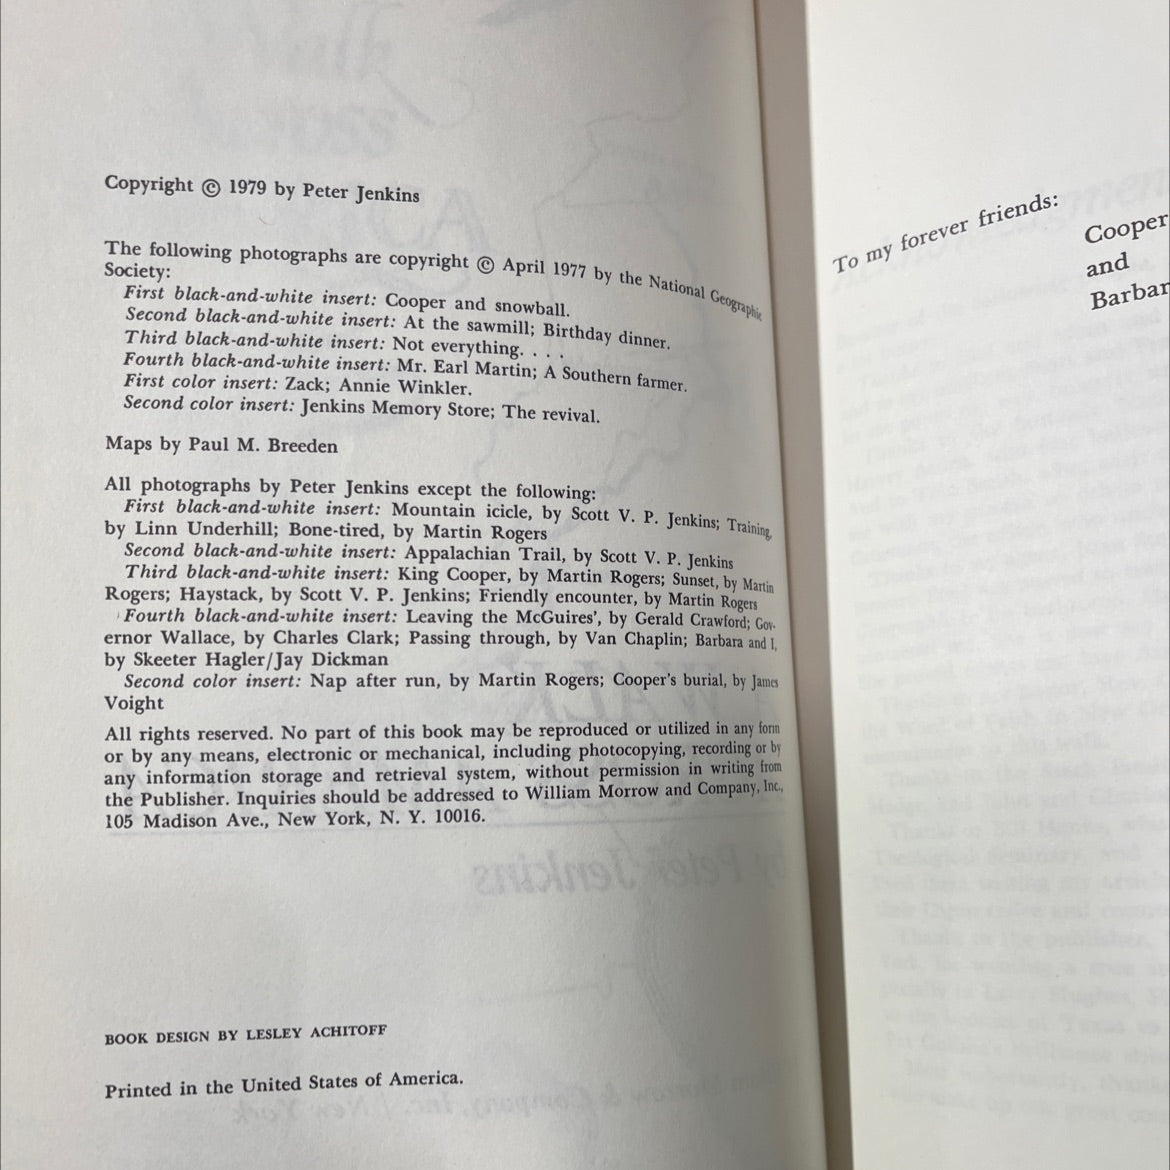 Copyright © 1979 by Peter Jenkins
The following photographs are copyright © April 1977 by the National Geographic
Society:
First black-and-white insert: Cooper and snowball.
Second black-and-white insert: At the sawmill; Birthday dinner.
Third black-and-white insert: Not everything. . . .
Fourth black-and-white insert: Mr. Earl Martin; A Southern farmer.
First color insert: Zack; Annie Winkler.
Second color insert: Jenkins Memory Store; The revival.
Maps by Paul M. Breeden
All photographs by Peter Jenkins except the following:
First black-and-white insert: Mountain icicle, by Scott V. P. Jenkins; Training,
by Linn Underhill; Bone-tired, by Martin Rogers
Second black-and-white insert: Appalachian Trail, by Scott V. P. Jenkins
Third black-and-white insert: King Cooper, by Martin Rogers; Sunset, by Martin
Rogers; Haystack, by Scott V. P. Jenkins; Friendly encounter, by Martin Rogers
Fourth black-and-white insert: Leaving the McGuires', by Gerald Crawford; Gov-
ernor Wallace, by Charles Clark; Passing through, by Van Chaplin; Barbara and I,
by Skeeter Hagler/Jay Dickman
Second color insert: Nap after run, by Martin Rogers; Cooper's burial, by James
Voight
All rights reserved. No part of this book may be reproduced or utilized in any form
or by any means, electronic or mechanical, including photocopying, recording or by
any information storage and retrieval system, without permission in writing from
the Publisher. Inquiries should be addressed to William Morrow and Company, Inc.,
105 Madison Ave., New York, N. Y. 10016.
BOOK DESIGN BY LESLEY ACHITOFF
Printed in the United States of America.
To my forever friends:
Cooper
and
Barbar